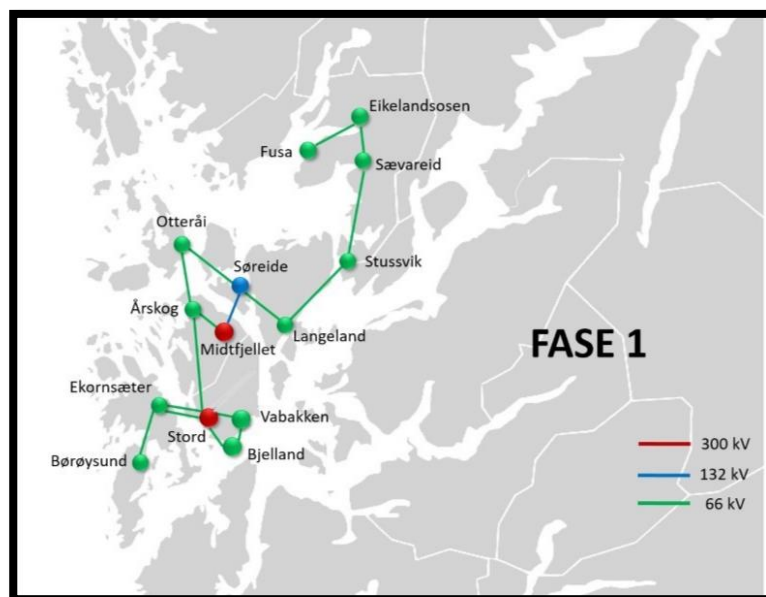 Eikelandsosen
Fusa
Sævareid
Otteråi
Søreide
Stussvik
Årskog
Midtfjellet
Langeland
FASE 1
Ekornsæter
Vabakken
Stord
Bjelland
Børøysund
300 kV
132 kV
66 kV